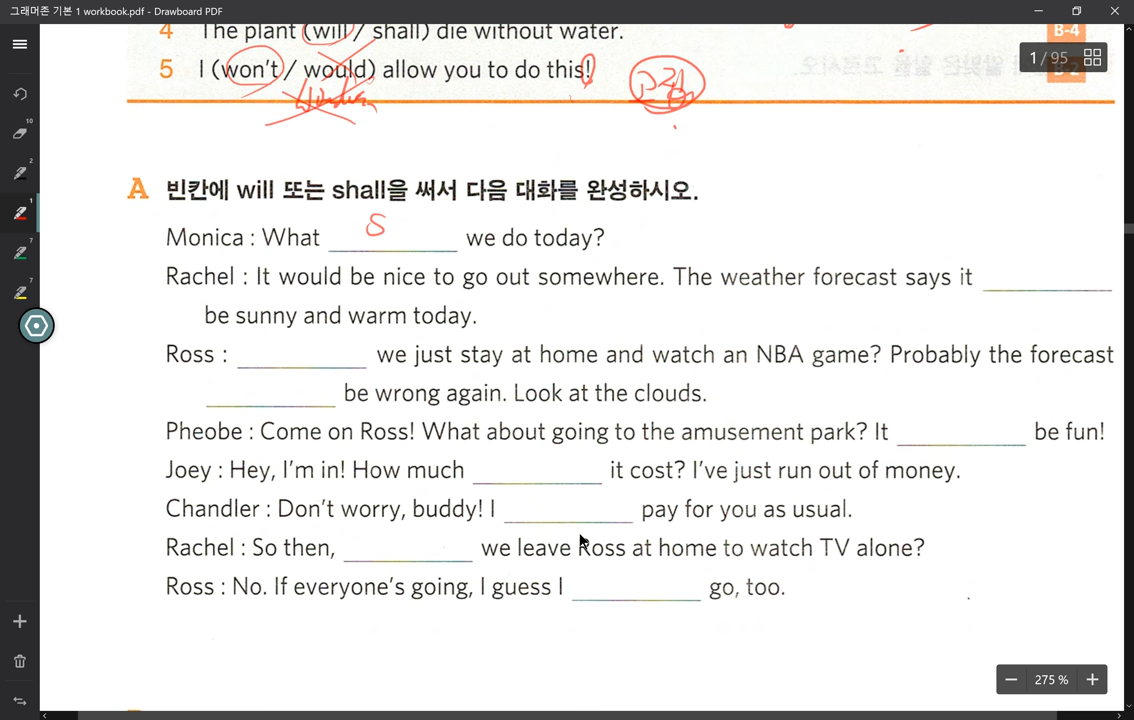 그래머존 기본 1 workbook.pdf - Drawboard PDF
4 The plant (will / shall) die without water.
B-4
5 I (won't / would) allow you to do this!
B-2
1 / 95
10
2
1
7
7
A 빈칸에 will 또는 shall을 써서 다음 대화를 완성하시오.
Monica : What S we do today?
Rachel : It would be nice to go out somewhere. The weather forecast says it
be sunny and warm today.
Ross : we just stay at home and watch an NBA game? Probably the forecast
be wrong again. Look at the clouds.
Pheobe : Come on Ross! What about going to the amusement park? It be fun!
Joey : Hey, I'm in! How much it cost? I've just run out of money.
Chandler : Don't worry, buddy! I pay for you as usual.
Rachel : So then, we leave Ross at home to watch TV alone?
Ross : No. If everyone's going, I guess I go, too.
275 %